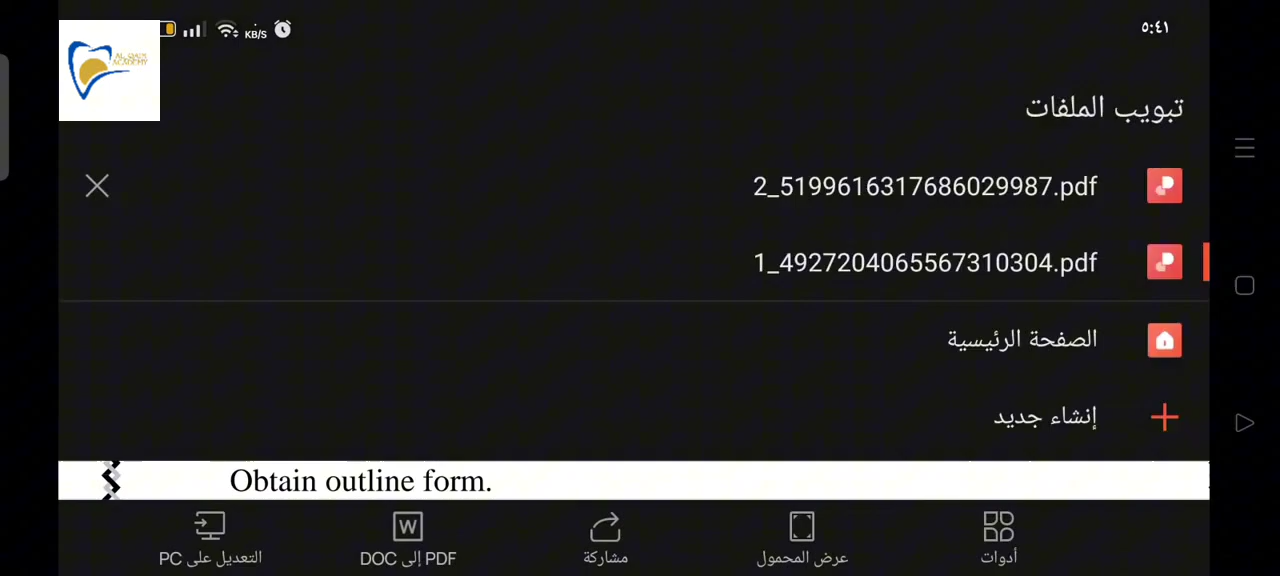 KB/S
٥:٤١
AL QAIS
ACADEMY
تبويب الملفات
2_5199616317686029987.pdf
1_4927204065567310304.pdf
الصفحة الرئيسية
إنشاء جديد
Obtain outline form.
أدوات
عرض المحمول
مشاركة
PDF إلى DOC
التعديل على PC